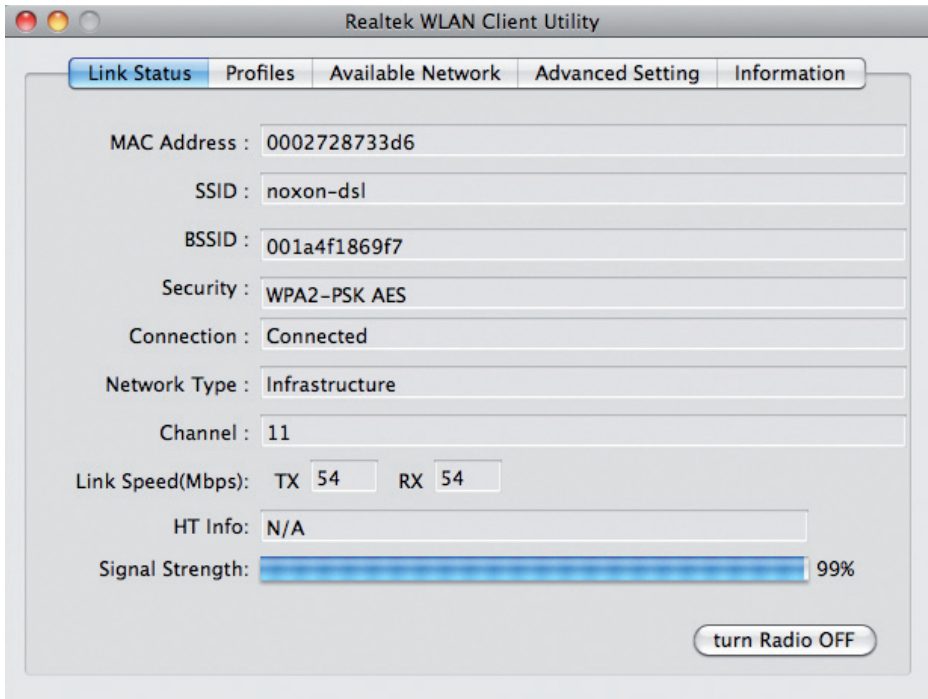 Realtek WLAN Client Utility
Link Status Profiles Available Network Advanced Setting Information
MAC Address : 0002728733d6
SSID : noxon-dsl
BSSID : 001a4f1869f7
Security : WPA2-PSK AES
Connection : Connected
Network Type : Infrastructure
Channel : 11
Link Speed(Mbps): TX 54 RX 54
HT Info: N/A
Signal Strength: 99%
turn Radio OFF